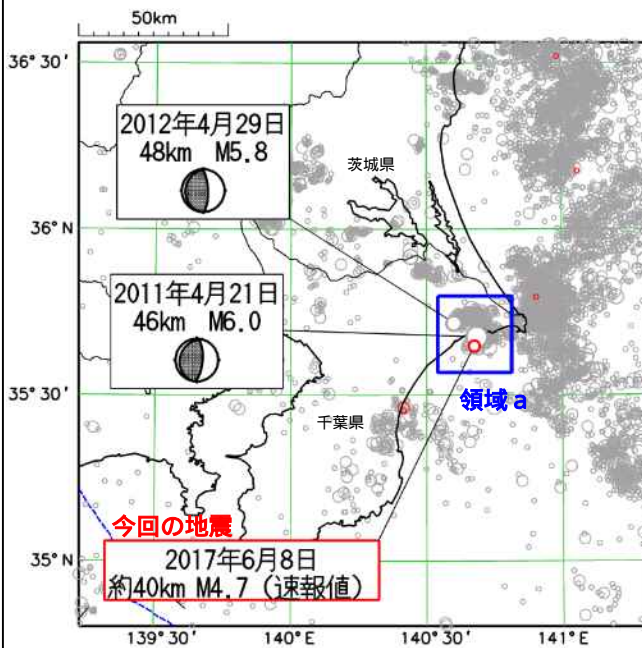 50km
36°30'
2012年4月29日
48km M5.8
茨城県
36°N
2011年4月21日
46km M6.0
35°30'
領域a
千葉県
今回の地震
35°N
2017年6月8日
約40km M4.7（速報値）
139°30'
140°E
140°30'
141°E